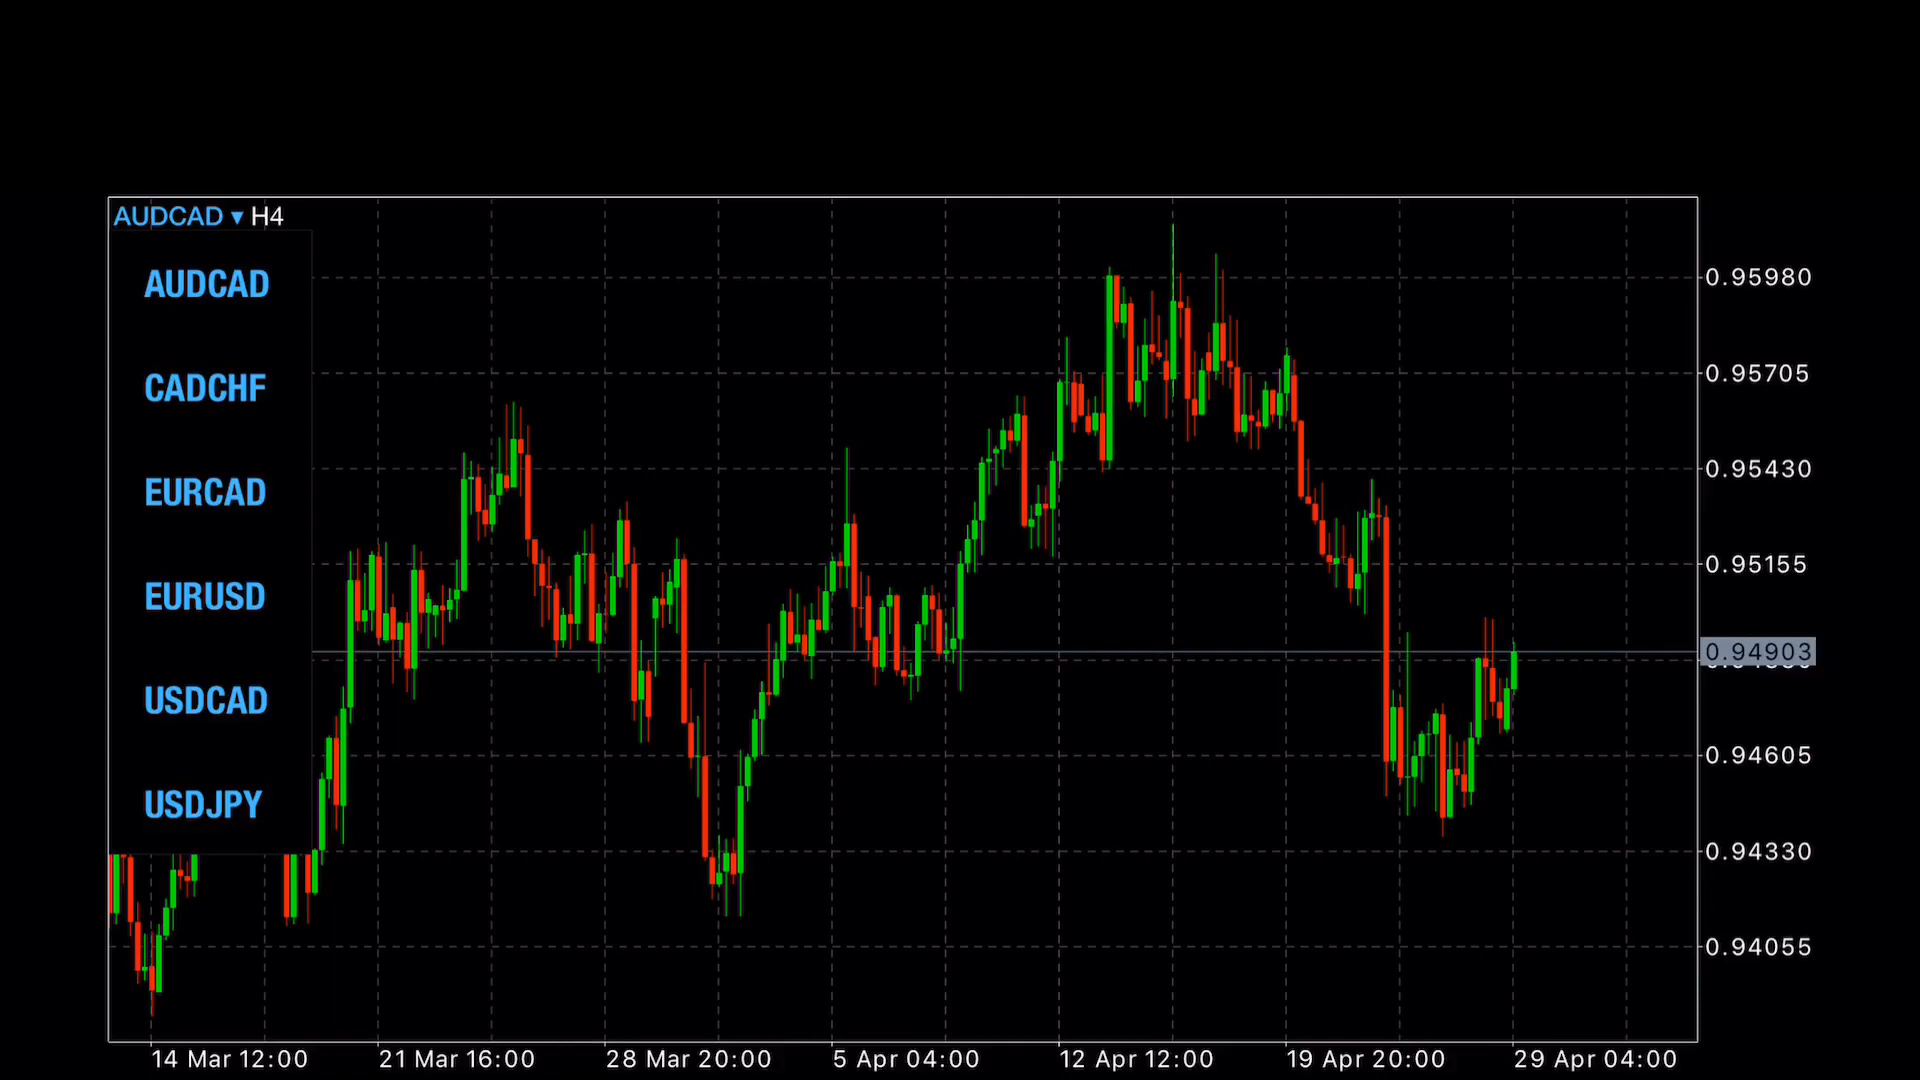 AUDCAD ▾ H4
AUDCAD
CADCHF
EURCAD
EURUSD
USDCAD
USDJPY
0.95980
0.95705
0.95430
0.95155
0.94903
0.94605
0.94330
0.94055
14 Mar 12:00 21 Mar 16:00 28 Mar 20:00 5 Apr 04:00 12 Apr 12:00 19 Apr 20:00 29 Apr 04:00